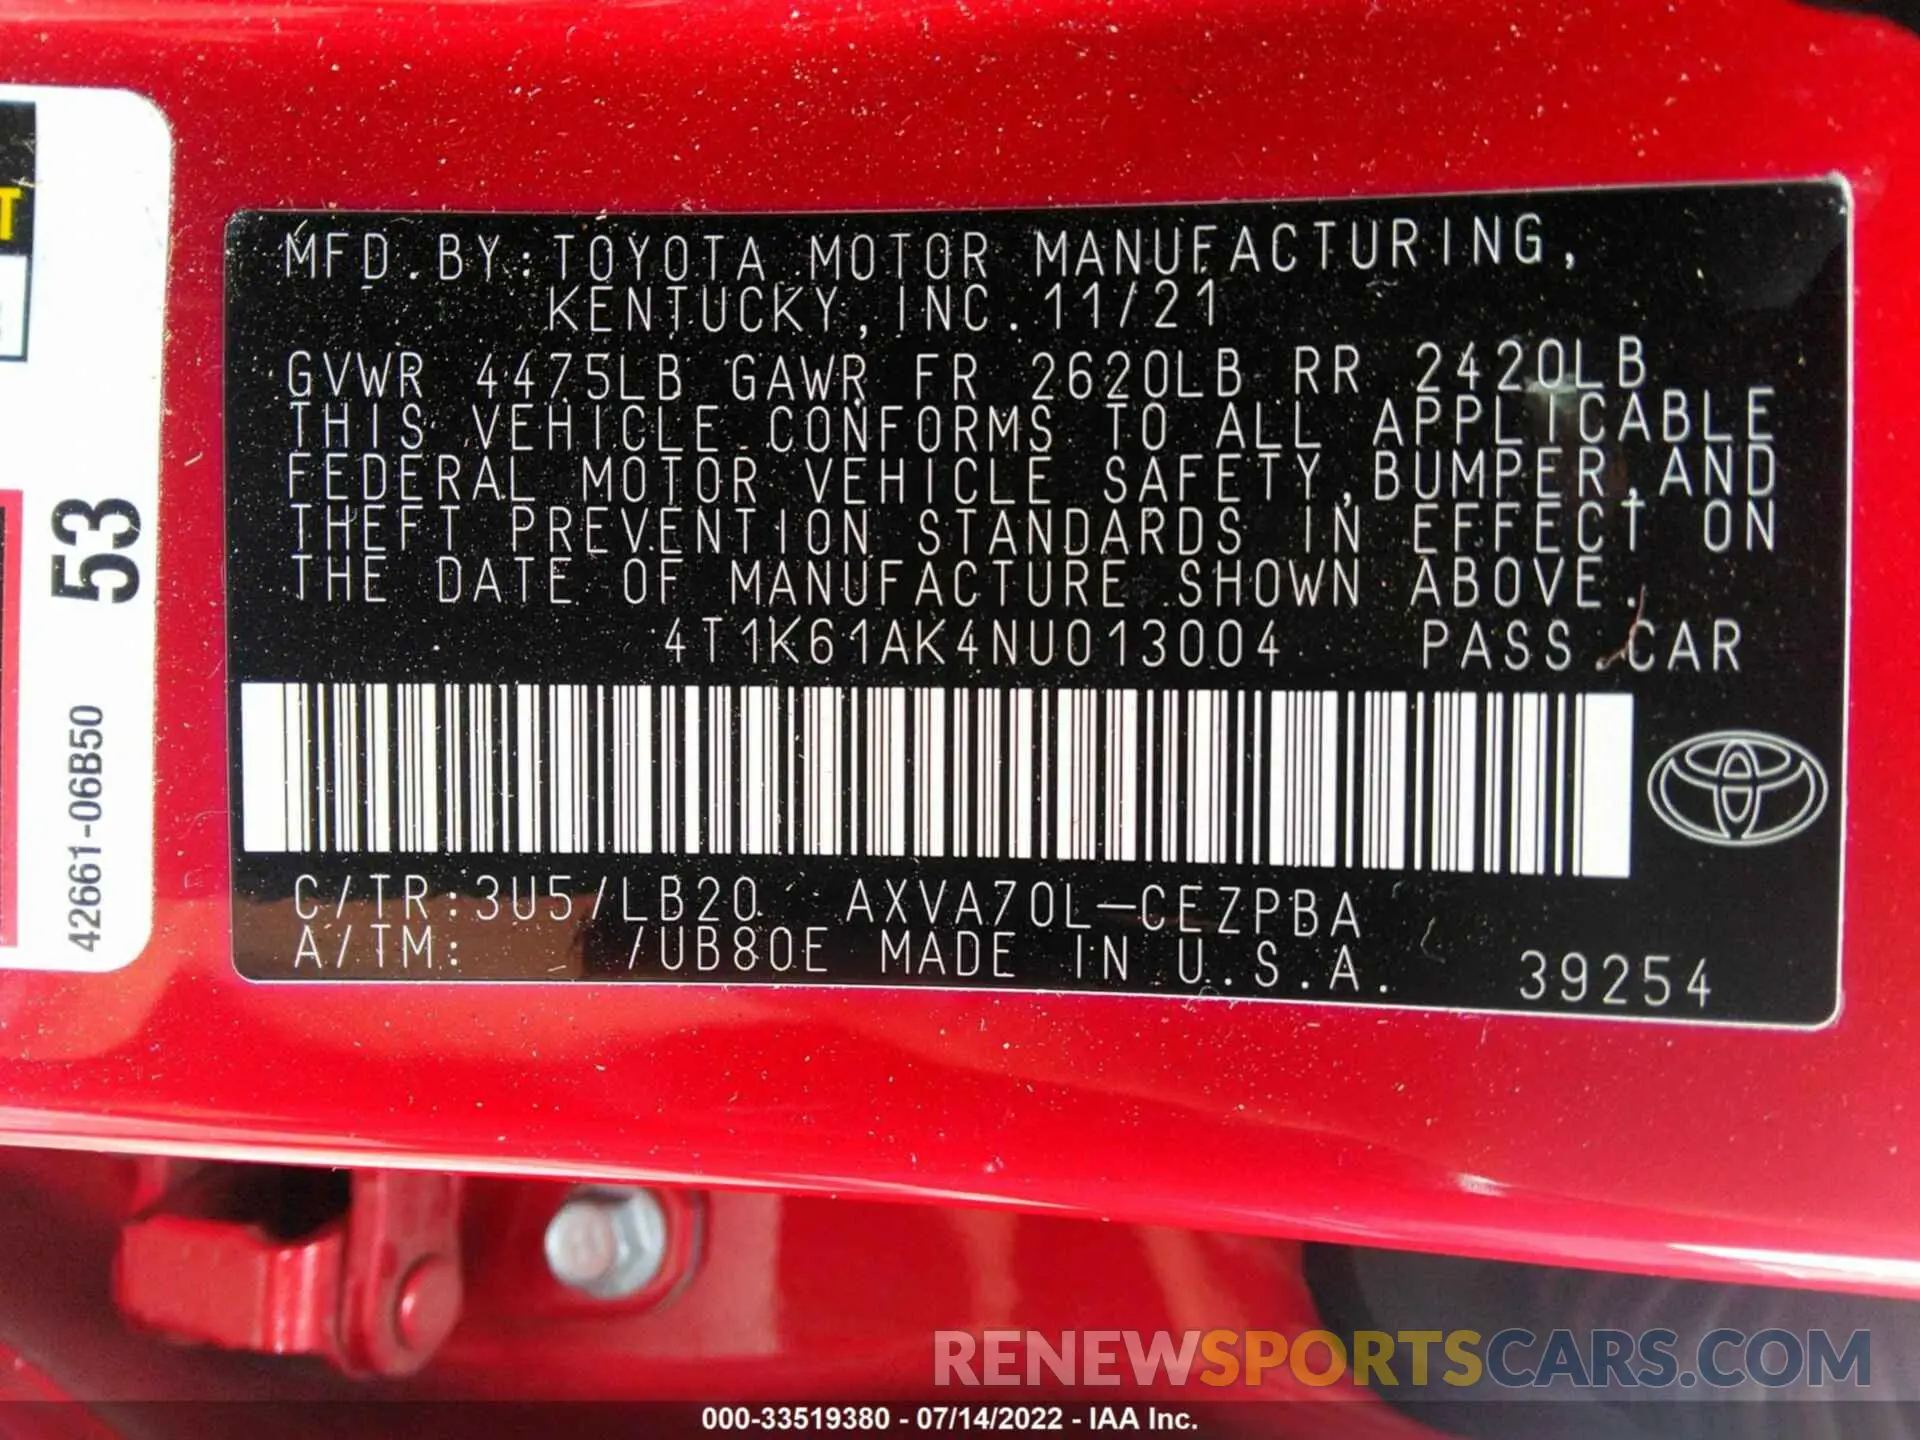 T
53
42661-06B50
MFD.BY:TOYOTA MOTOR MANUFACTURING,
KENTUCKY,INC.11/21
GVWR 4475LB GAWR FR 2620LB RR 2420LB
THIS VEHICLE CONFORMS TO ALL APPLICABLE
FEDERAL MOTOR VEHICLE SAFETY,BUMPER,AND
THEFT PREVENTION STANDARDS IN EFFECT ON
THE DATE OF MANUFACTURE SHOWN ABOVE.
4T1K61AK4NU013004 PASS.CAR
C/TR:3U5/LB20 AXVA70L-CEZPBA
A/TM: /UB80E MADE IN U.S.A. 39254
RENEWSPORTSCARS.COM
000-33519380 - 07/14/2022 - IAA Inc.